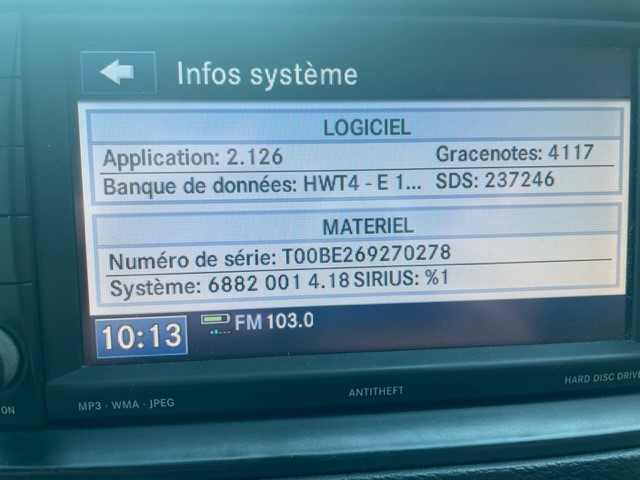 Infos système
LOGICIEL
Application: 2.126 Gracenotes: 4117
Banque de données: HWT4 - E 1... SDS: 237246
MATERIEL
Numéro de série: T00BE269270278
Système: 6882 001 4.18 SIRIUS: %1
10:13 FM 103.0
MP3 - WMA - JPEG ANTITHEFT HARD DISC DRIVE
ON